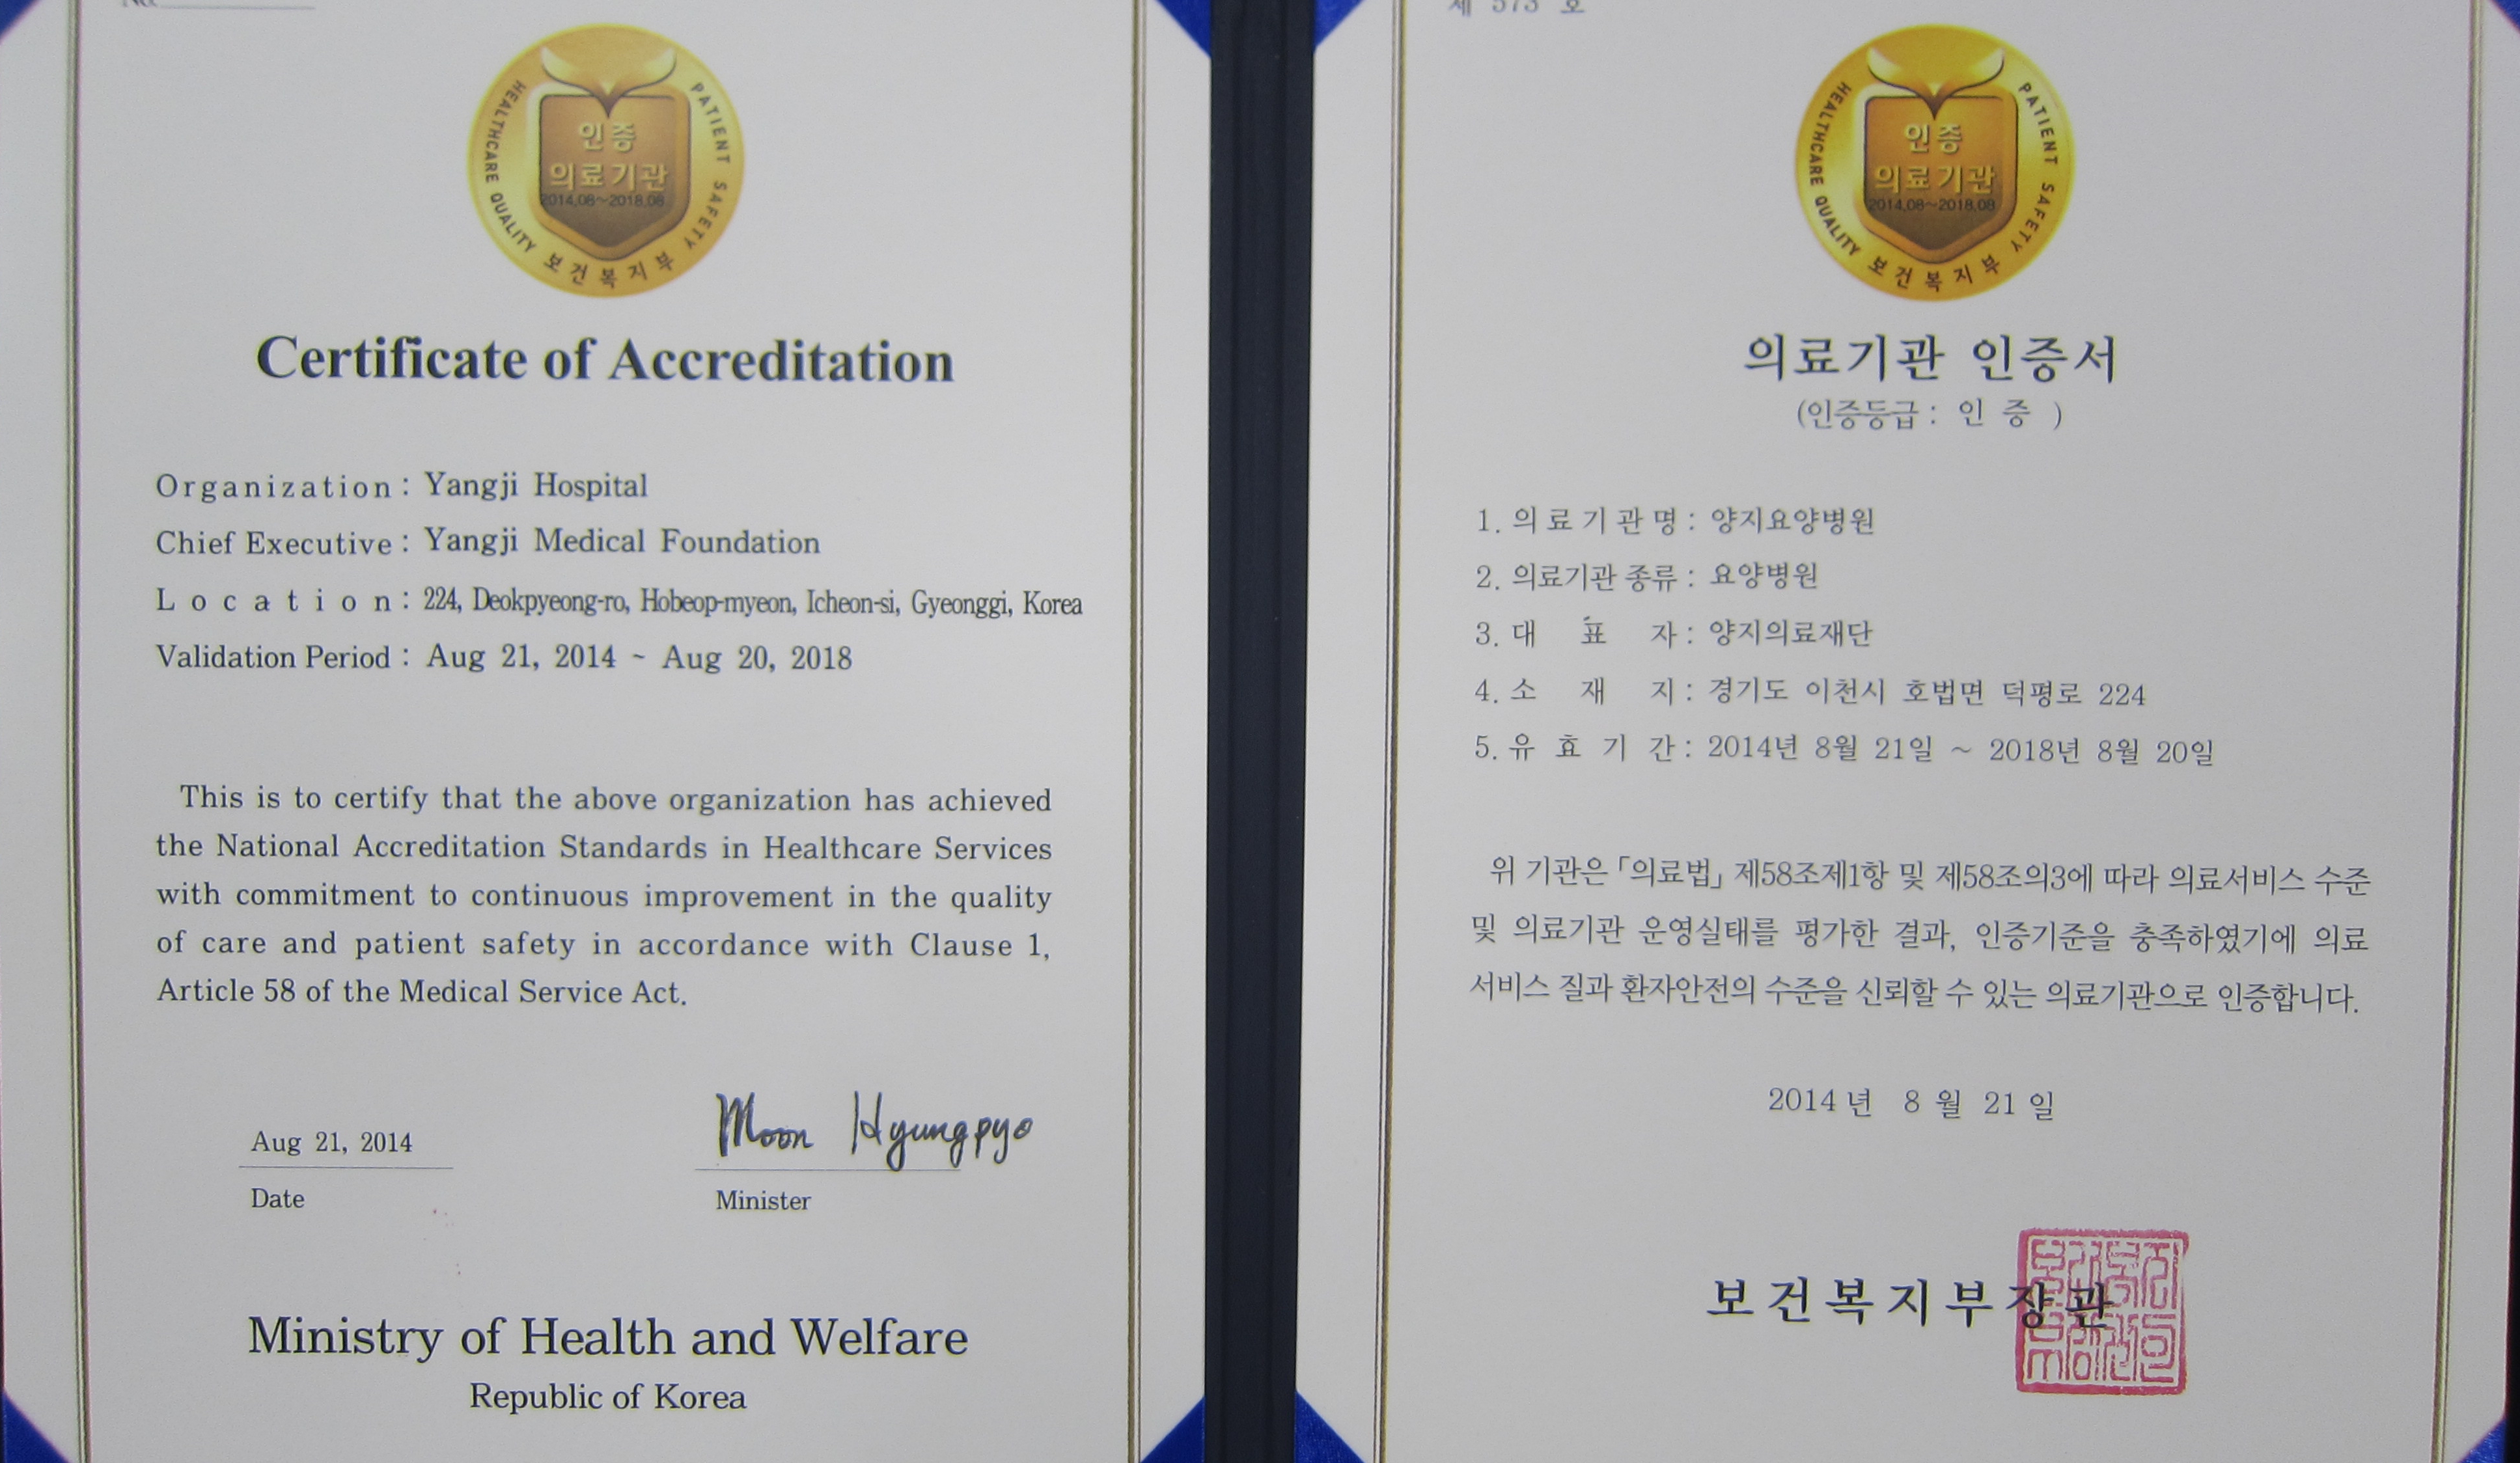 No.
HEALTHCARE QUALITY
PATIENT SAFETY
인증
의료기관
2014.08~2018.08
보건복지부
Certificate of Accreditation
Organization : Yangji Hospital
Chief Executive : Yangji Medical Foundation
Location : 224, Deokpyeong-ro, Hobeop-myeon, Icheon-si, Gyeonggi, Korea
Validation Period : Aug 21, 2014 ~ Aug 20, 2018
This is to certify that the above organization has achieved
the National Accreditation Standards in Healthcare Services
with commitment to continuous improvement in the quality
of care and patient safety in accordance with Clause 1,
Article 58 of the Medical Service Act.
Aug 21, 2014
Date
Moon Hyungpyo
Minister
Ministry of Health and Welfare
Republic of Korea
제 573 호
HEALTHCARE QUALITY
PATIENT SAFETY
인증
의료기관
2014.08~2018.08
보건복지부
의료기관 인증서
(인증등급 : 인 증 )
1. 의료기관명 : 양지요양병원
2. 의료기관 종류 : 요양병원
3. 대 표 자 : 양지의료재단
4. 소 재 지 : 경기도 이천시 호법면 덕평로 224
5. 유 효 기 간 : 2014년 8월 21일 ~ 2018년 8월 20일
위 기관은 「의료법」 제58조제1항 및 제58조의3에 따라 의료서비스 수준
및 의료기관 운영실태를 평가한 결과, 인증기준을 충족하였기에 의료
서비스 질과 환자안전의 수준을 신뢰할 수 있는 의료기관으로 인증합니다.
2014 년 8 월 21 일
보건복지부장관